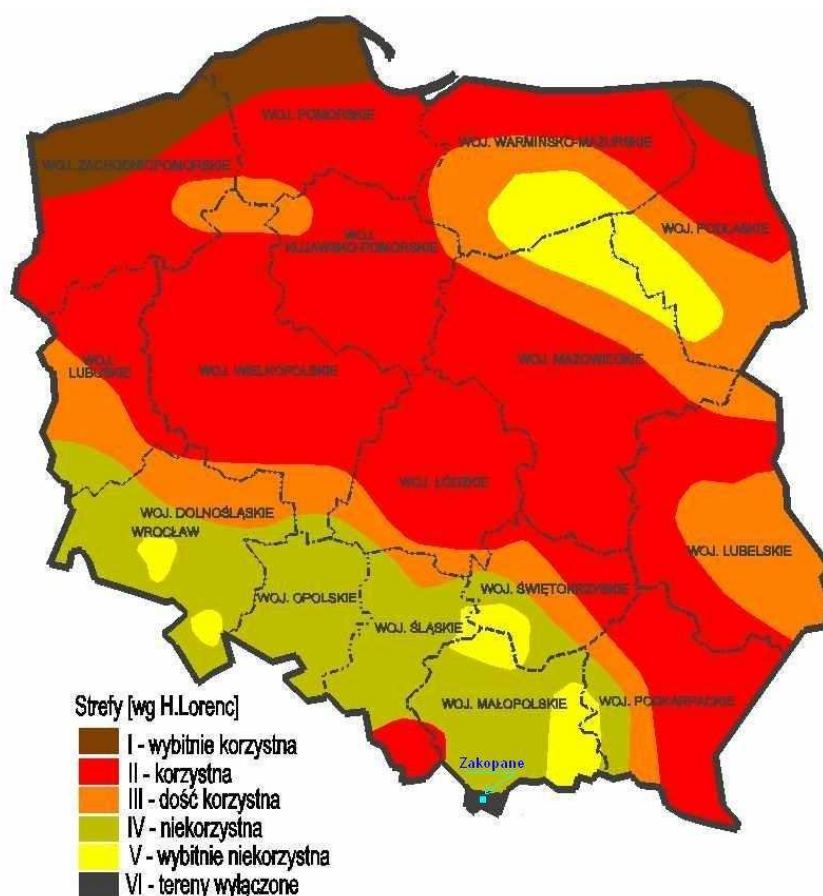 WOJ. POMORSKIE
WOJ. WARMIŃSKO-MAZURSKIE
WOJ. ZACHODNIOPOMORSKIE
WOJ. PODLASKIE
WOJ.
KUJAWSKO-POMORSKIE
WOJ. MAZOWIECKIE
WOJ.
LUBUSKIE
WOJ. WIELKOPOLSKIE
WOJ. ŁÓDZKIE
WOJ. DOLNOŚLĄSKIE
WROCŁAW
WOJ. LUBELSKIE
WOJ. OPOLSKIE
WOJ. ŚWIĘTOKRZYSKIE
WOJ. ŚLĄSKIE
WOJ. MAŁOPOLSKIE
WOJ. PODKARPACKIE
Zakopane
Strefy [wg H.Lorenc]
I - wybitnie korzystna
II - korzystna
III - dość korzystna
IV - niekorzystna
V - wybitnie niekorzystna
VI - tereny wyłączone